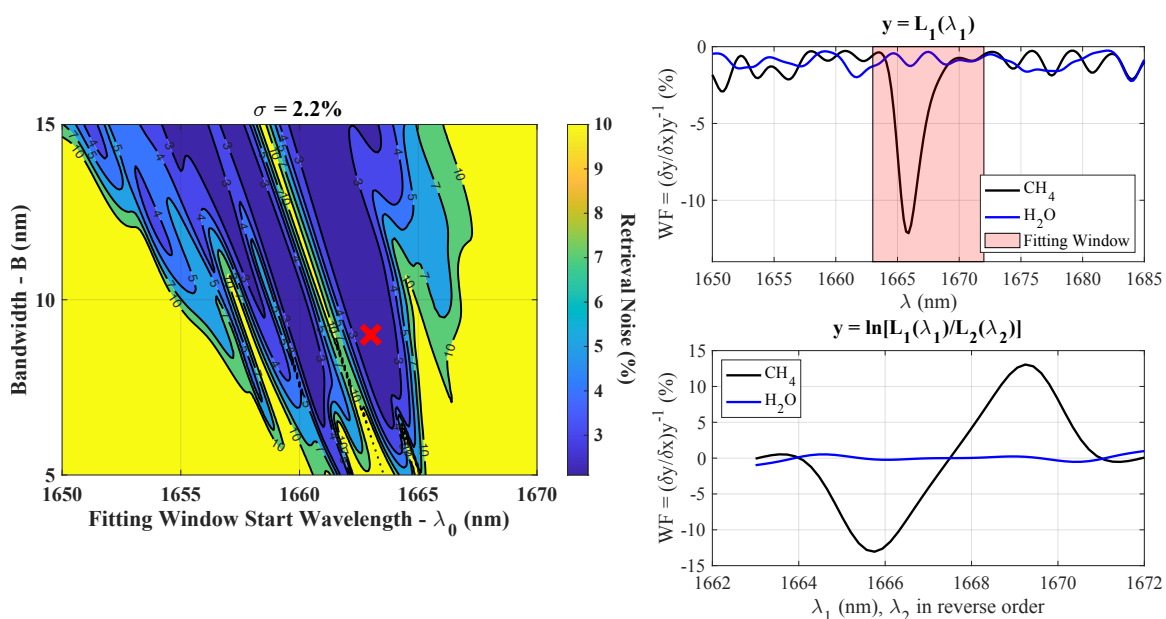 σ = 2.2%
15
10
5
1650
1655
1660
1665
1670
Bandwidth - B (nm)
Fitting Window Start Wavelength - λ0 (nm)
10
9
8
7
6
5
4
3
Retrieval Noise (%)
y = L1(λ1)
0
-5
-10
1650
1655
1660
1665
1670
1675
1680
1685
WF = (δy/δx)y-1 (%)
λ (nm)
CH4
H2O
Fitting Window
y = ln[L1(λ1)/L2(λ2)]
15
10
5
0
-5
-10
-15
1662
1664
1666
1668
1670
1672
WF = (δy/δx)y-1 (%)
λ1 (nm), λ2 in reverse order
CH4
H2O